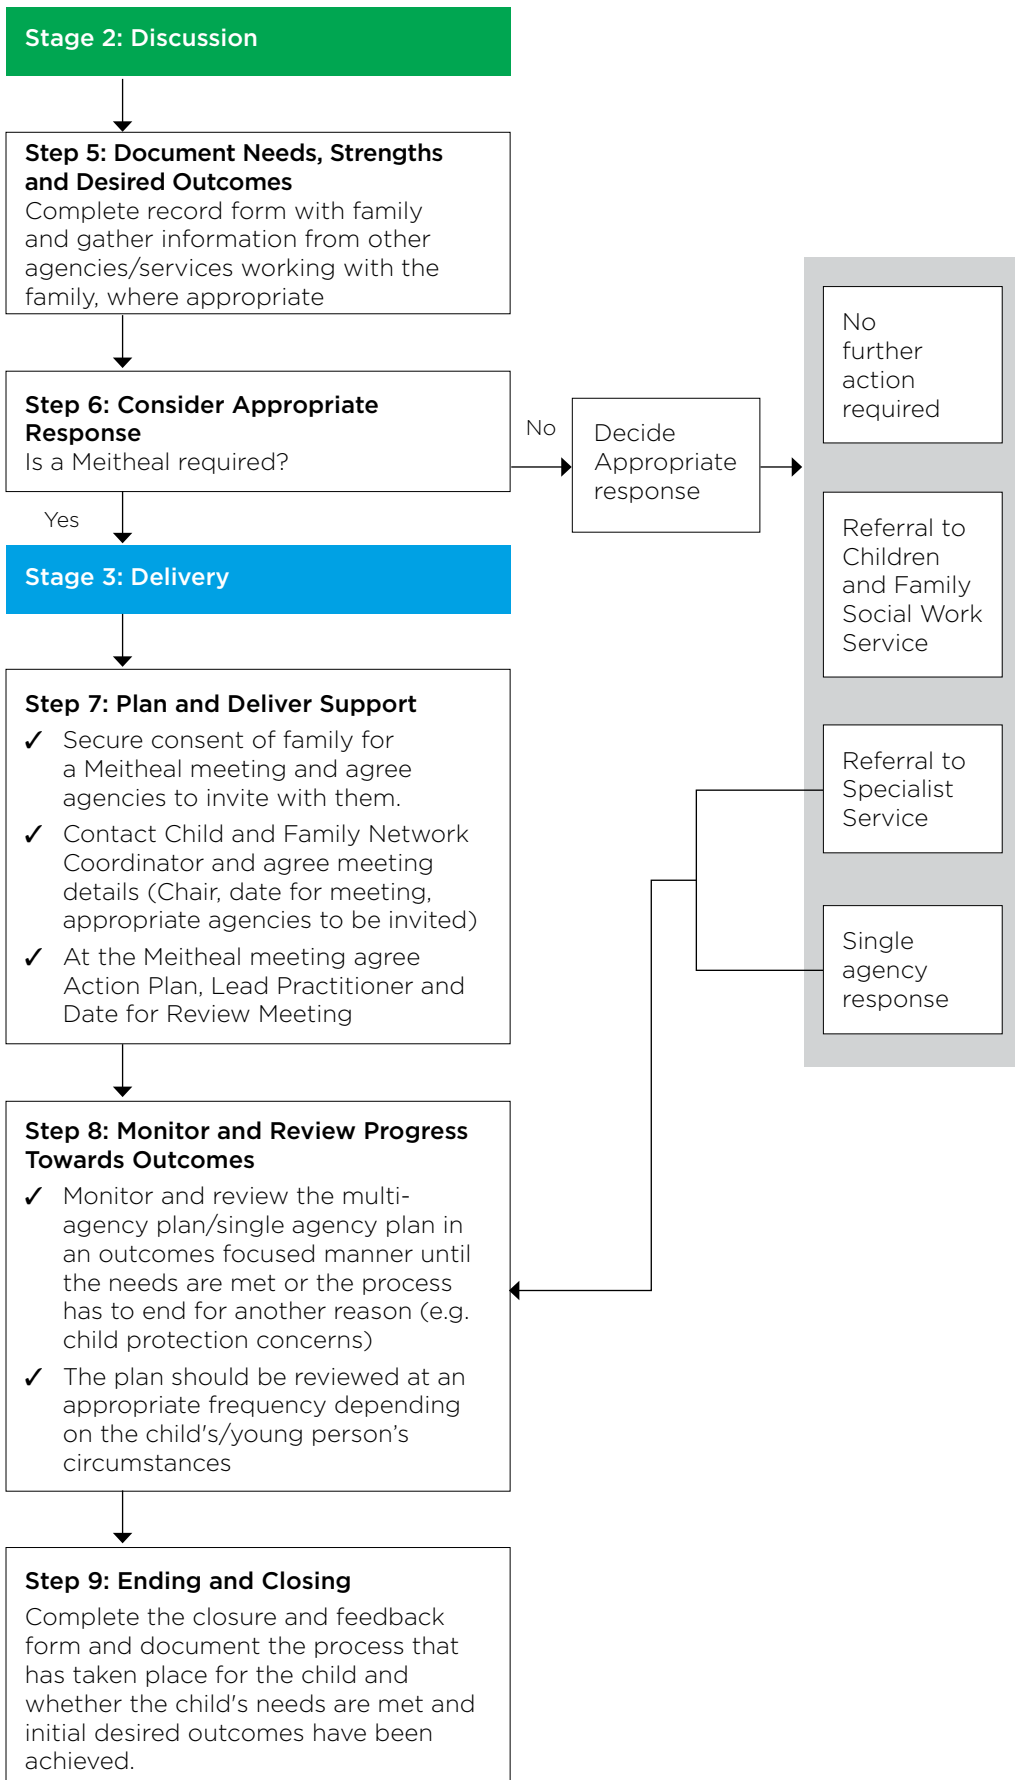 Stage 2: Discussion
Step 5: Document Needs, Strengths
and Desired Outcomes
Complete record form with family
and gather information from other
agencies/services working with the
family, where appropriate
Step 6: Consider Appropriate
Response
Is a Meitheal required?
No
Decide
Appropriate
response
No
further
action
required
Referral to
Children
and Family
Social Work
Service
Referral to
Specialist
Service
Single
agency
response
Yes
Stage 3: Delivery
Step 7: Plan and Deliver Support
✓ Secure consent of family for
a Meitheal meeting and agree
agencies to invite with them.
✓ Contact Child and Family Network
Coordinator and agree meeting
details (Chair, date for meeting,
appropriate agencies to be invited)
✓ At the Meitheal meeting agree
Action Plan, Lead Practitioner and
Date for Review Meeting
Step 8: Monitor and Review Progress
Towards Outcomes
✓ Monitor and review the multi-
agency plan/single agency plan in
an outcomes focused manner until
the needs are met or the process
has to end for another reason (e.g.
child protection concerns)
✓ The plan should be reviewed at an
appropriate frequency depending
on the child's/young person’s
circumstances
Step 9: Ending and Closing
Complete the closure and feedback
form and document the process that
has taken place for the child and
whether the child's needs are met and
initial desired outcomes have been
achieved.